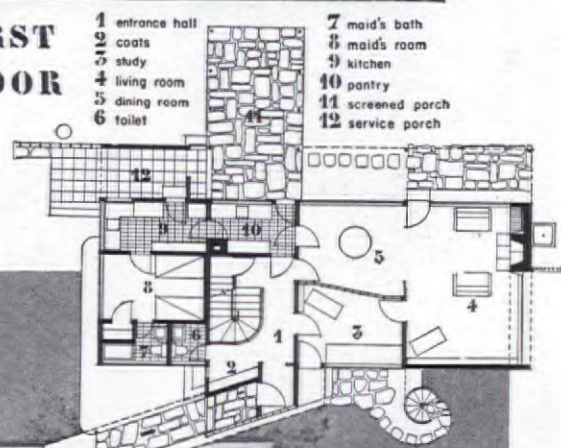 RST
OOR
1 entrance hall
2 coats
3 study
4 living room
5 dining room
6 toilet
7 maid's bath
8 maid's room
9 kitchen
10 pantry
11 screened porch
12 service porch
11
12
9
10
5
8
4
1
3
7
6
2